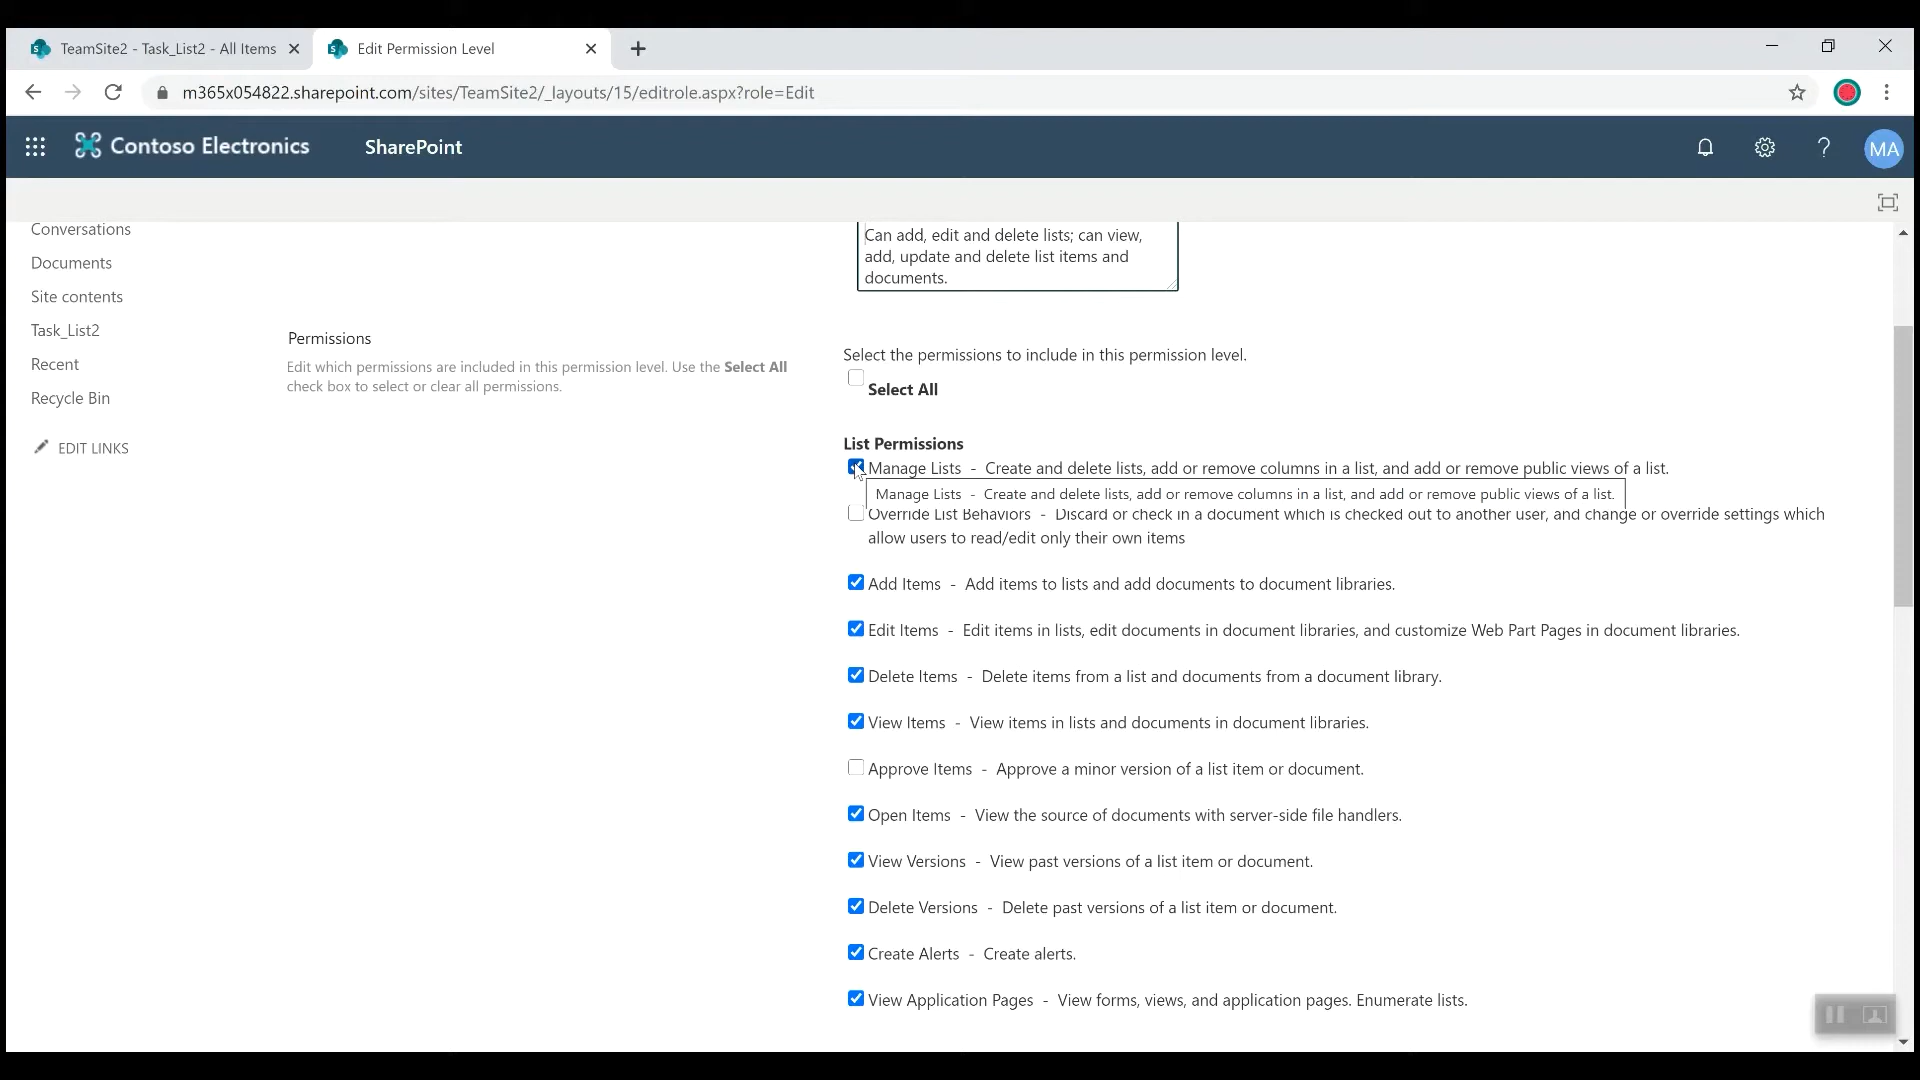 TeamSite2 - Task_List2 - All Items
Edit Permission Level
m365x054822.sharepoint.com/sites/TeamSite2/_layouts/15/editrole.aspx?role=Edit
Contoso Electronics
SharePoint
?
MA
Conversations
Documents
Site contents
Task_List2
Recent
Recycle Bin
EDIT LINKS
Can add, edit and delete lists; can view,
add, update and delete list items and
documents.
Permissions
Edit which permissions are included in this permission level. Use the Select All
check box to select or clear all permissions.
Select the permissions to include in this permission level.
Select All
List Permissions
Manage Lists - Create and delete lists, add or remove columns in a list, and add or remove public views of a list.
Manage Lists - Create and delete lists, add or remove columns in a list, and add or remove public views of a list.
Override List Behaviors - Discard or check in a document which is checked out to another user, and change or override settings which
allow users to read/edit only their own items
Add Items - Add items to lists and add documents to document libraries.
Edit Items - Edit items in lists, edit documents in document libraries, and customize Web Part Pages in document libraries.
Delete Items - Delete items from a list and documents from a document library.
View Items - View items in lists and documents in document libraries.
Approve Items - Approve a minor version of a list item or document.
Open Items - View the source of documents with server-side file handlers.
View Versions - View past versions of a list item or document.
Delete Versions - Delete past versions of a list item or document.
Create Alerts - Create alerts.
View Application Pages - View forms, views, and application pages. Enumerate lists.